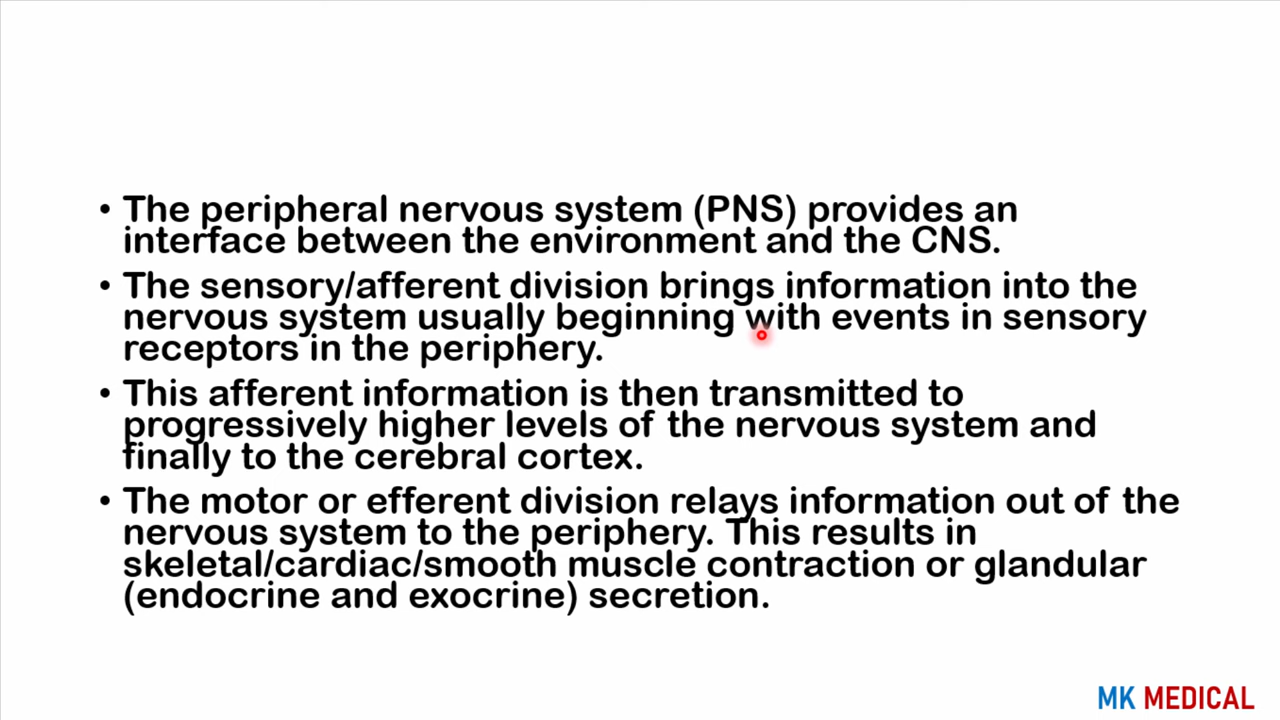 • The peripheral nervous system (PNS) provides an
interface between the environment and the CNS.
• The sensory/afferent division brings information into the
nervous system usually beginning with events in sensory
receptors in the periphery.
• This afferent information is then transmitted to
progressively higher levels of the nervous system and
finally to the cerebral cortex.
• The motor or efferent division relays information out of the
nervous system to the periphery. This results in
skeletal/cardiac/smooth muscle contraction or glandular
(endocrine and exocrine) secretion.
MK MEDICAL